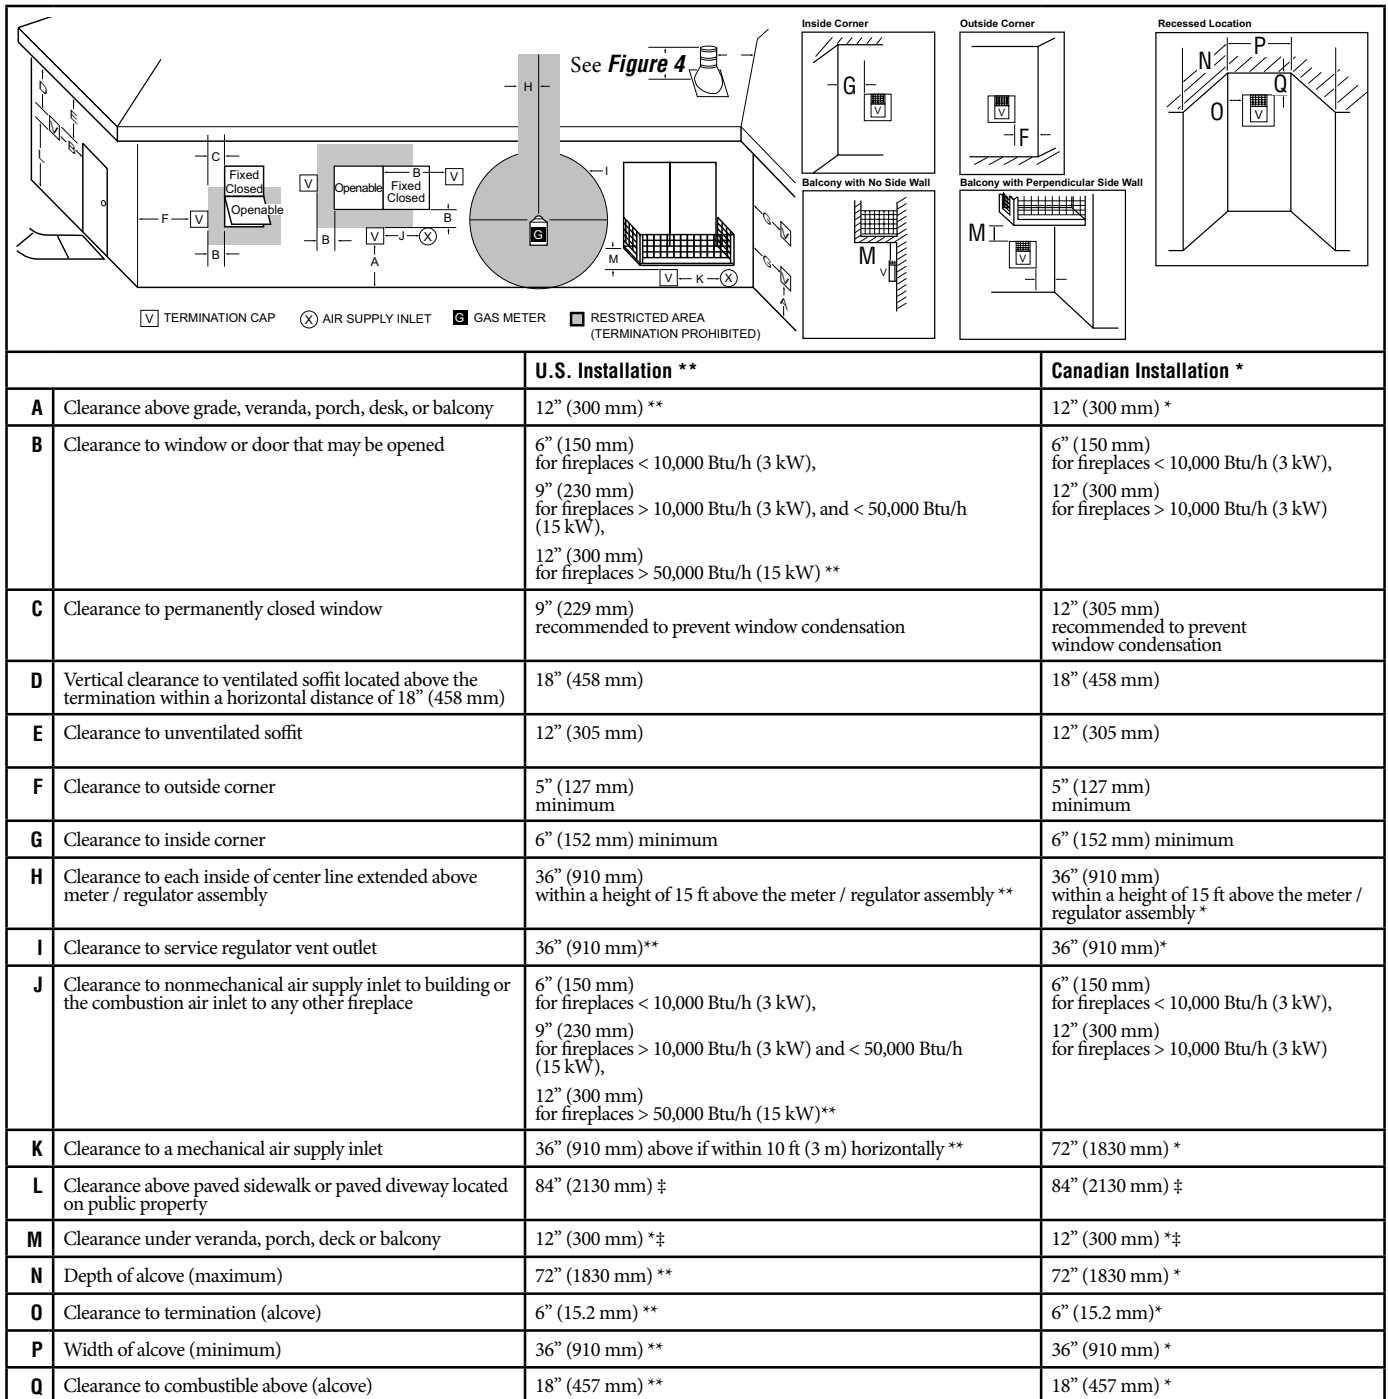 See Figure 4
Inside Corner
Outside Corner
Recessed Location
D
E
V
B
L
C
Fixed
Closed
Openable
F
V
B
V
Openable
B
V
Fixed
Closed
B
B
V
J
X
A
H
I
G
M
V
K
X
G
V
G
V
A
G
V
V
F
N
P
Q
O
V
Balcony with No Side Wall
Balcony with Perpendicular Side Wall
M
V
M
V
V TERMINATION CAP
X AIR SUPPLY INLET
G GAS METER
RESTRICTED AREA
(TERMINATION PROHIBITED)
U.S. Installation **
Canadian Installation *
A
Clearance above grade, veranda, porch, desk, or balcony
12” (300 mm) **
12” (300 mm) *
B
Clearance to window or door that may be opened
6” (150 mm)
for fireplaces < 10,000 Btu/h (3 kW),
9” (230 mm)
for fireplaces > 10,000 Btu/h (3 kW), and < 50,000 Btu/h
(15 kW),
12” (300 mm)
for fireplaces > 50,000 Btu/h (15 kW) **
6” (150 mm)
for fireplaces < 10,000 Btu/h (3 kW),
12” (300 mm)
for fireplaces > 10,000 Btu/h (3 kW)
C
Clearance to permanently closed window
9” (229 mm)
recommended to prevent window condensation
12” (305 mm)
recommended to prevent
window condensation
D
Vertical clearance to ventilated soffit located above the
termination within a horizontal distance of 18” (458 mm)
18” (458 mm)
18” (458 mm)
E
Clearance to unventilated soffit
12” (305 mm)
12” (305 mm)
F
Clearance to outside corner
5” (127 mm)
minimum
5” (127 mm)
minimum
G
Clearance to inside corner
6” (152 mm) minimum
6” (152 mm) minimum
H
Clearance to each inside of center line extended above
meter / regulator assembly
36” (910 mm)
within a height of 15 ft above the meter / regulator assembly **
36” (910 mm)
within a height of 15 ft above the meter /
regulator assembly *
I
Clearance to service regulator vent outlet
36” (910 mm)**
36” (910 mm)*
J
Clearance to nonmechanical air supply inlet to building or
the combustion air inlet to any other fireplace
6” (150 mm)
for fireplaces < 10,000 Btu/h (3 kW),
9” (230 mm)
for fireplaces > 10,000 Btu/h (3 kW) and < 50,000 Btu/h
(15 kW),
12” (300 mm)
for fireplaces > 50,000 Btu/h (15 kW)**
6” (150 mm)
for fireplaces < 10,000 Btu/h (3 kW),
12” (300 mm)
for fireplaces > 10,000 Btu/h (3 kW)
K
Clearance to a mechanical air supply inlet
36” (910 mm) above if within 10 ft (3 m) horizontally **
72” (1830 mm) *
L
Clearance above paved sidewalk or paved diveway located
on public property
84” (2130 mm) ‡
84” (2130 mm) ‡
M
Clearance under veranda, porch, deck or balcony
12” (300 mm) *‡
12” (300 mm) *‡
N
Depth of alcove (maximum)
72” (1830 mm) **
72” (1830 mm) *
O
Clearance to termination (alcove)
6” (15.2 mm) **
6” (15.2 mm)*
P
Width of alcove (minimum)
36” (910 mm) **
36” (910 mm) *
Q
Clearance to combustible above (alcove)
18” (457 mm) **
18” (457 mm) *